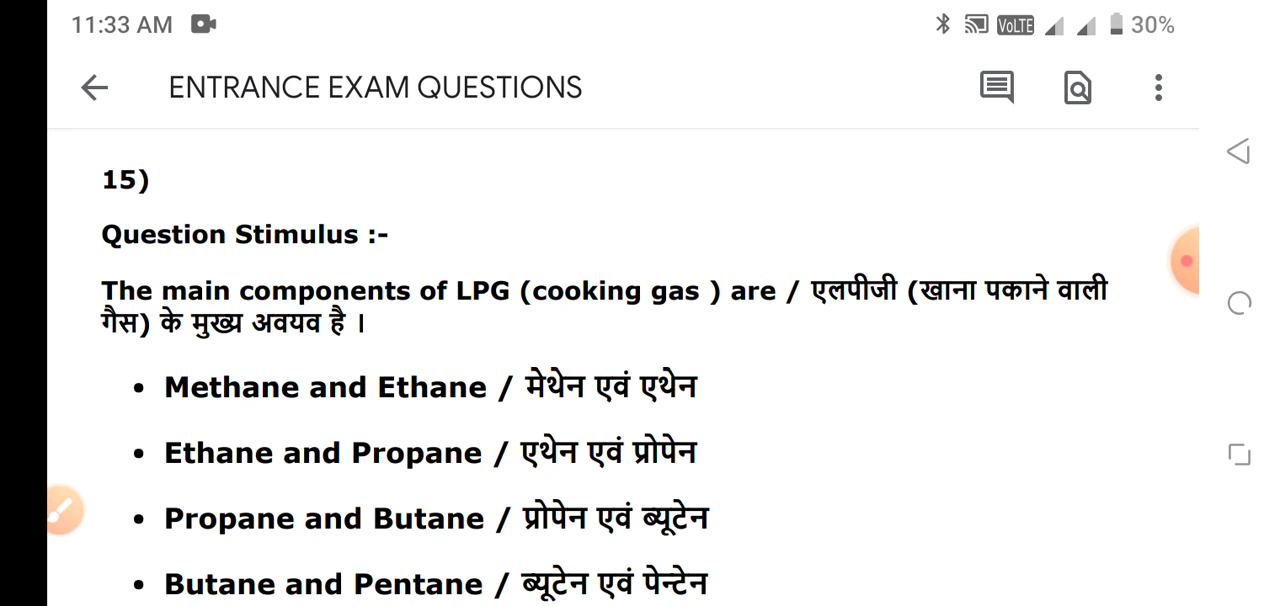 11:33 AM
VoLTE
30%
ENTRANCE EXAM QUESTIONS
15)
Question Stimulus :-
The main components of LPG (cooking gas ) are / एलपीजी (खाना पकाने वाली
गैस) के मुख्य अवयव है ।
• Methane and Ethane / मेथेन एवं एथेन
• Ethane and Propane / एथेन एवं प्रोपेन
• Propane and Butane / प्रोपेन एवं ब्यूटेन
• Butane and Pentane / ब्यूटेन एवं पेन्टेन